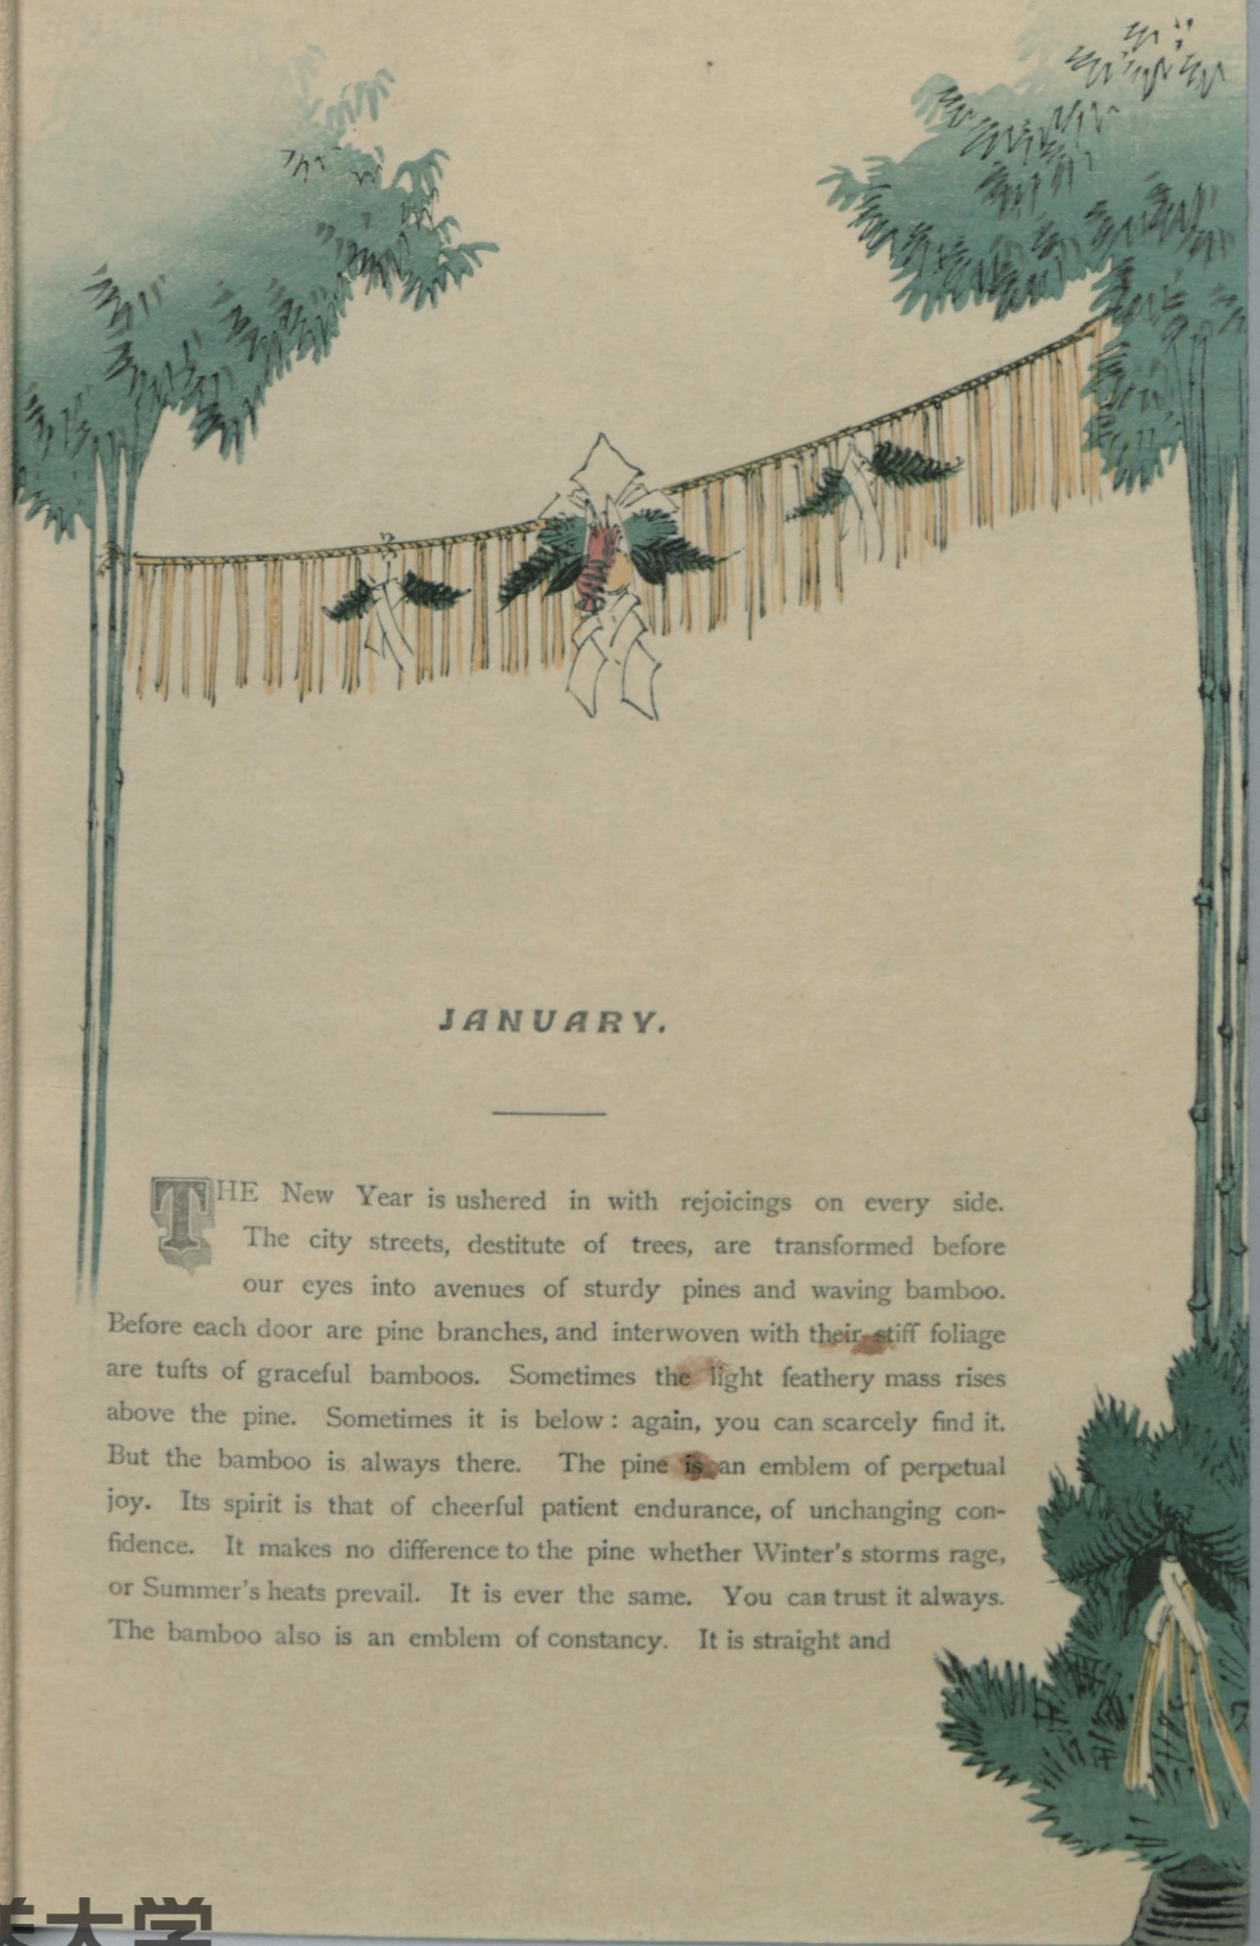 JANUARY.
THE New Year is ushered in with rejoicings on every side.
The city streets, destitute of trees, are transformed before
our eyes into avenues of sturdy pines and waving bamboo.
Before each door are pine branches, and interwoven with their stiff foliage
are tufts of graceful bamboos. Sometimes the light feathery mass rises
above the pine. Sometimes it is below : again, you can scarcely find it.
But the bamboo is always there. The pine is an emblem of perpetual
joy. Its spirit is that of cheerful patient endurance, of unchanging con-
fidence. It makes no difference to the pine whether Winter's storms rage,
or Summer's heats prevail. It is ever the same. You can trust it always.
The bamboo also is an emblem of constancy. It is straight and
大学